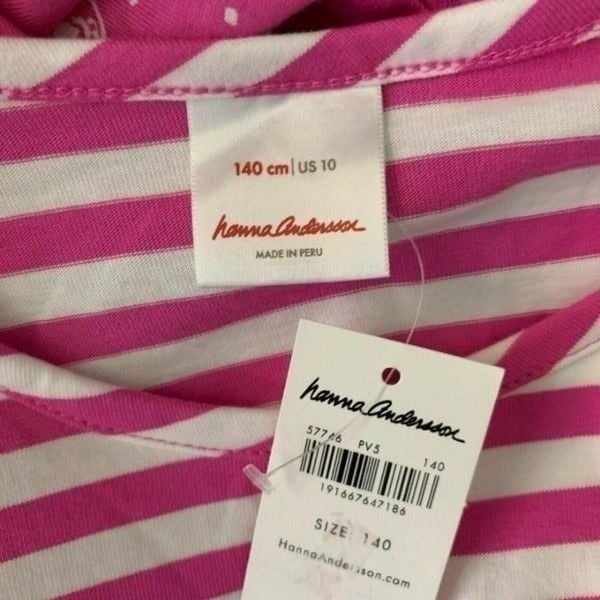 140 cm | US 10
hanna Andersson
MADE IN PERU
hanna Andersson
57746 PV5 140
191667647186
SIZE: 140
HannaAndersson.com